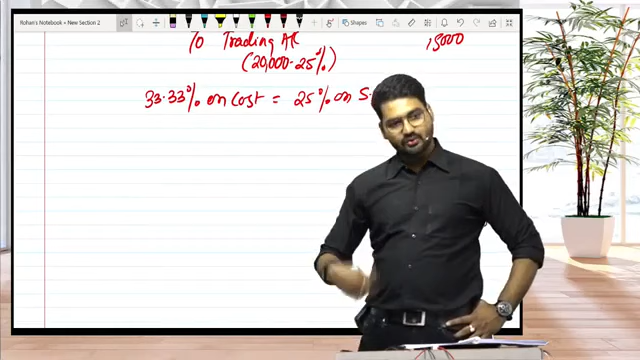 Rohan's Notebook • New Section 2
Shapes
To Trading A/c 15000
(20,000-25%)
33.33% on cost = 25% on S.